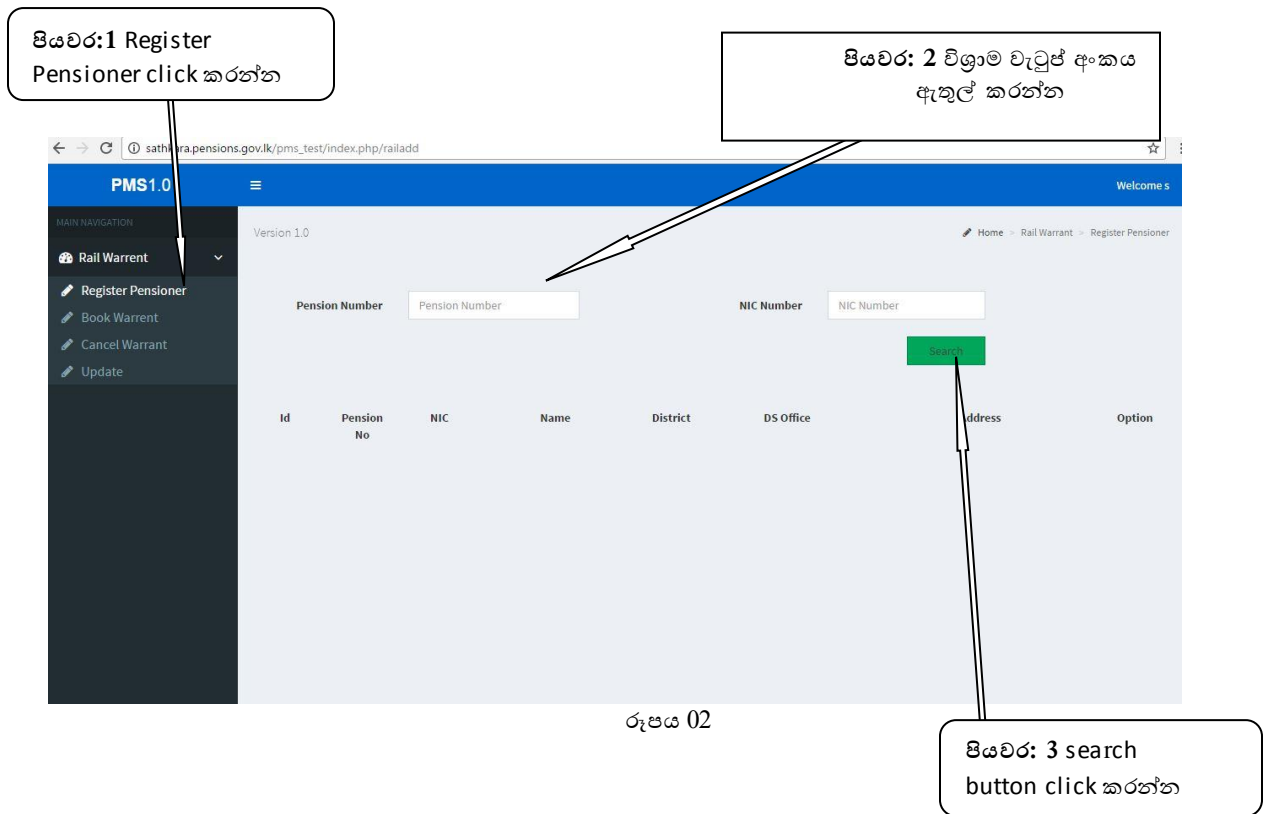 පියවර:1 Register
Pensioner click කරන්න
පියවර: 2 විශ්‍රාම වැටුප් අංකය
ඇතුල් කරන්න
sathkara.pensions.gov.lk/pms_test/index.php/railadd
PMS1.0
Welcome s
MAIN NAVIGATION
Version 1.0
Home > Rail Warrant > Register Pensioner
Rail Warrent
Register Pensioner
Book Warrent
Cancel Warrant
Update
Pension Number Pension Number NIC Number NIC Number
Search
Id Pension No NIC Name District DS Office Address Option
රූපය 02
පියවර: 3 search
button click කරන්න